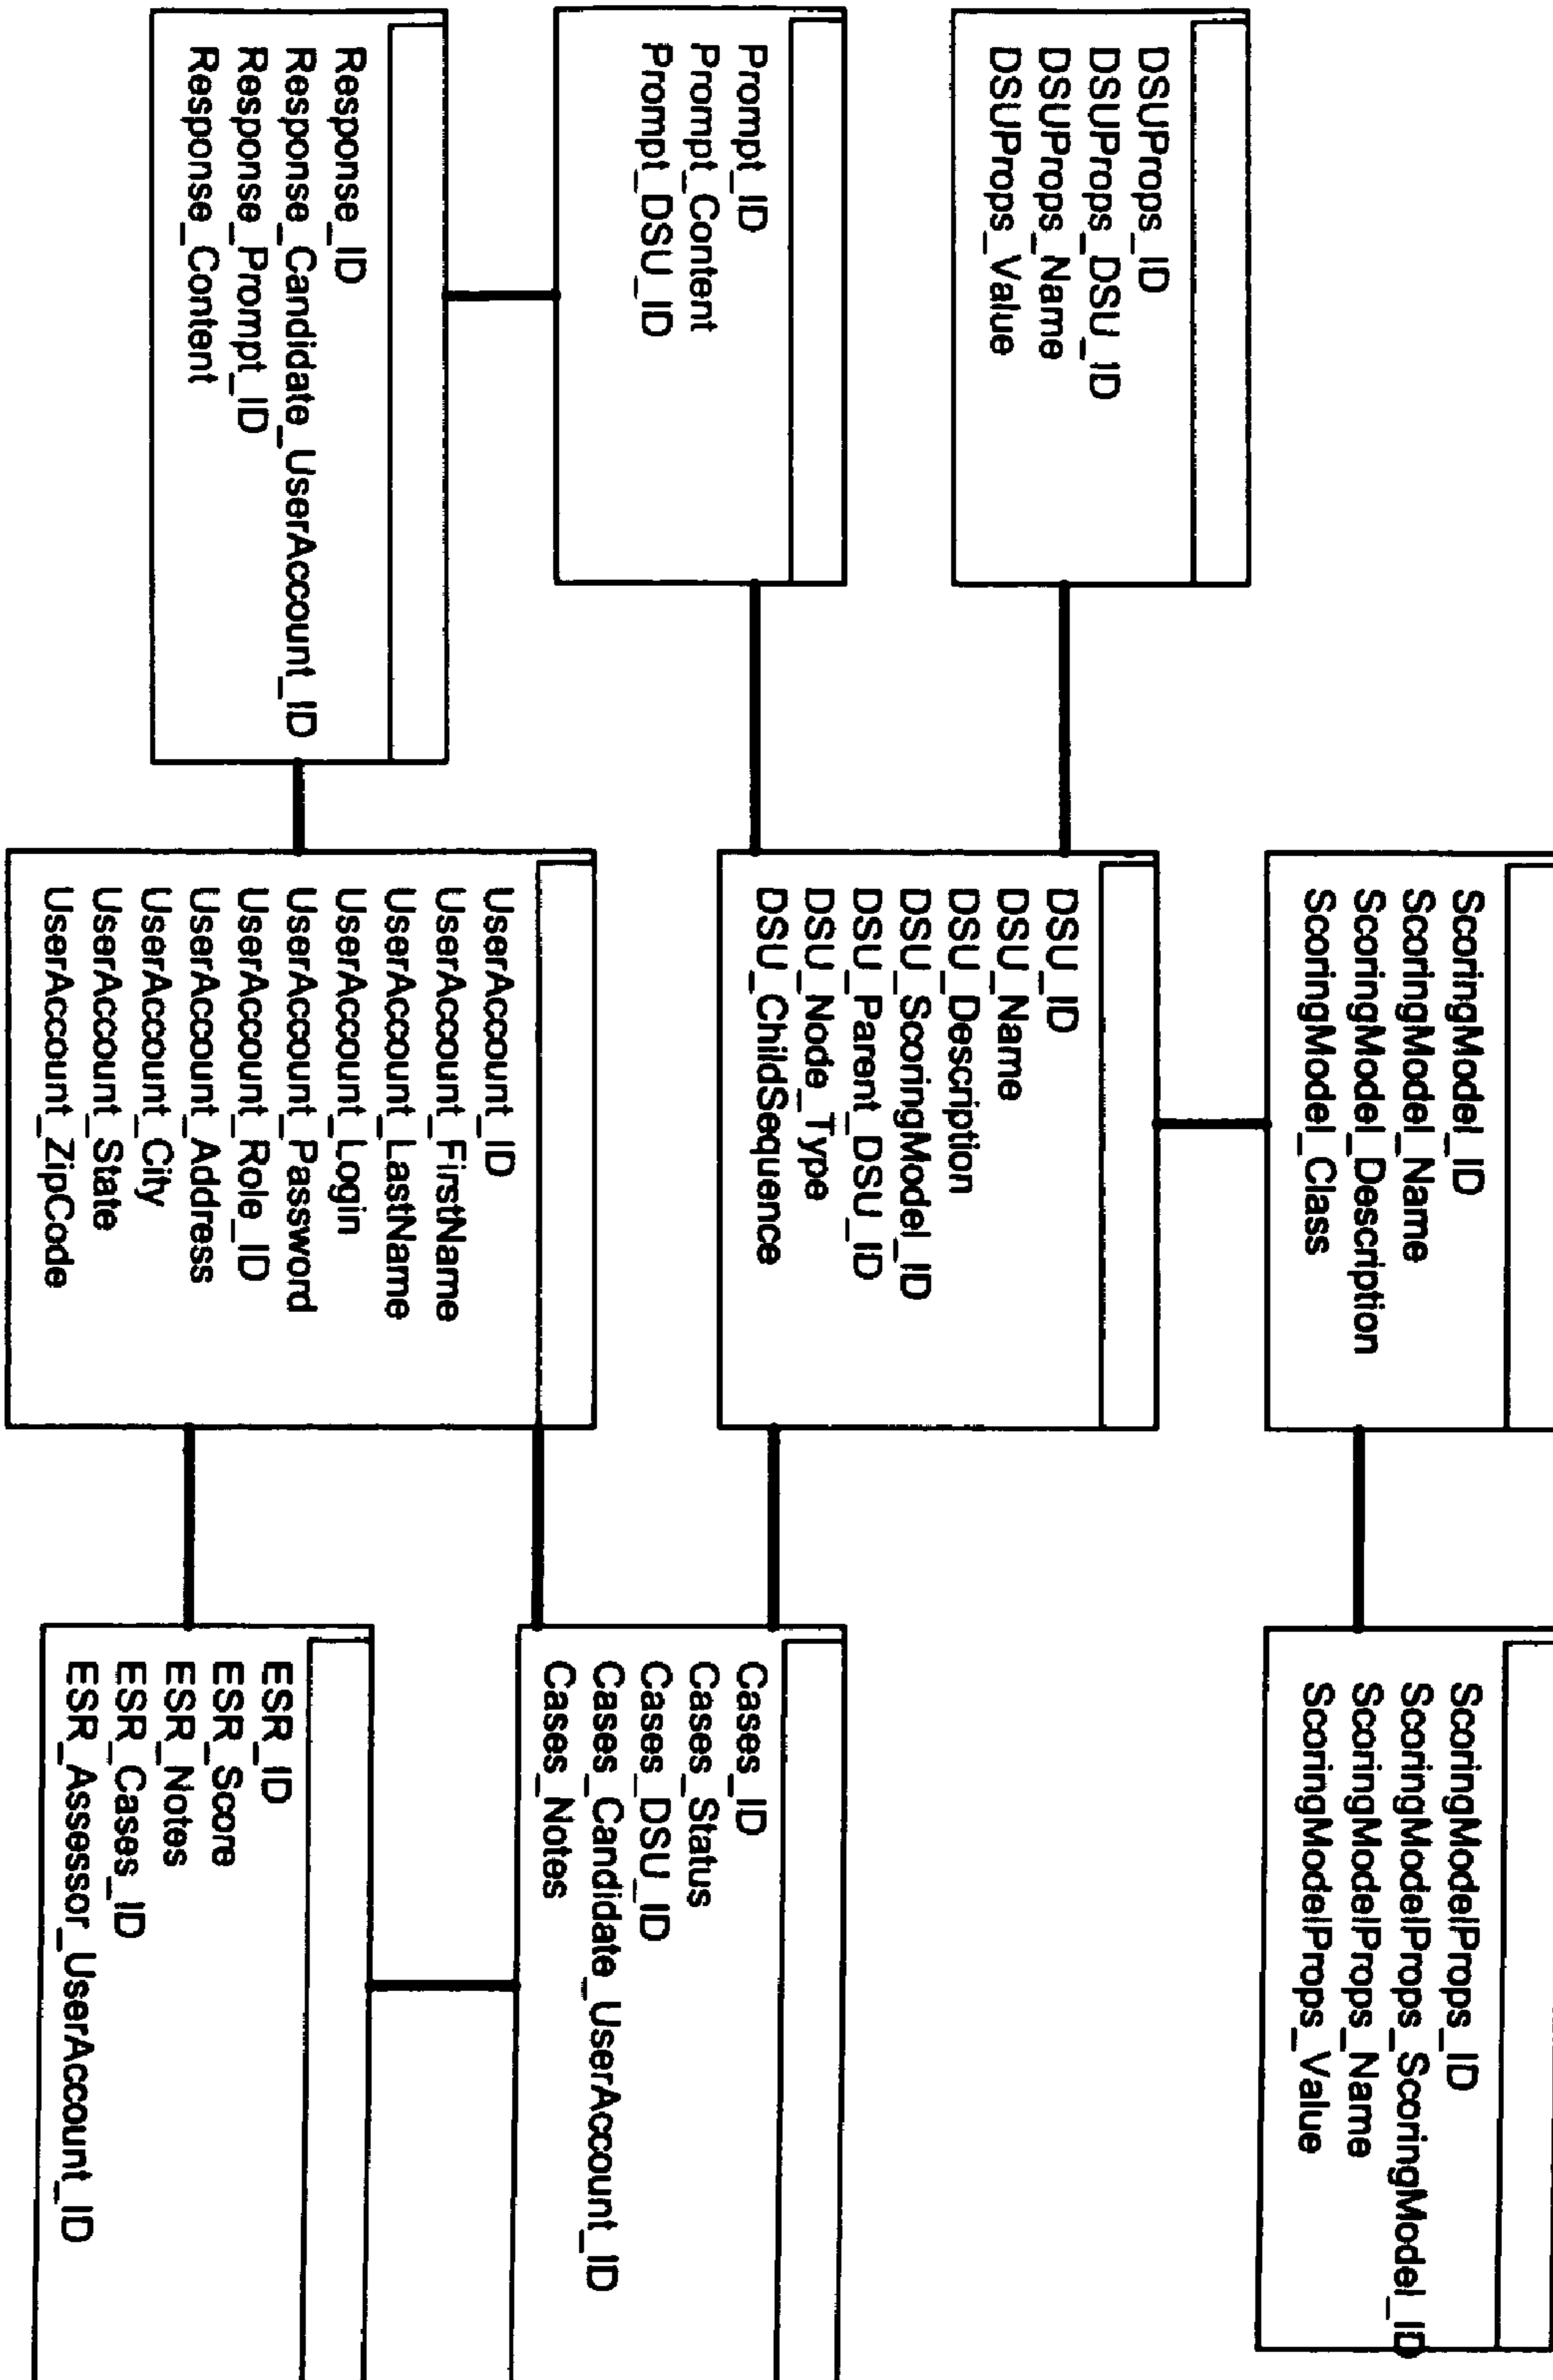 ScoringModel_ID
ScoringModel_Name
ScoringModel_Description
ScoringModel_Class
ScoringModelProps_ID
ScoringModelProps_ScoringModel_ID
ScoringModelProps_Name
ScoringModelProps_Value
DSUProps_ID
DSUProps_DSU_ID
DSUProps_Name
DSUProps_Value
DSU_ID
DSU_Name
DSU_Description
DSU_ScoringModel_ID
DSU_Parent_DSU_ID
DSU_Node_Type
DSU_ChildSequence
Prompt_ID
Prompt_Content
Prompt_DSU_ID
Cases_ID
Cases_Status
Cases_DSU_ID
Cases_Candidate_UserAccount_ID
Cases_Notes
Response_ID
Response_Candidate_UserAccount_ID
Response_Prompt_ID
Response_Content
UserAccount_ID
UserAccount_FirstName
UserAccount_LastName
UserAccount_Login
UserAccount_Password
UserAccount_Role_ID
UserAccount_Address
UserAccount_City
UserAccount_State
UserAccount_ZipCode
ESR_ID
ESR_Score
ESR_Notes
ESR_Cases_ID
ESR_Assessor_UserAccount_ID